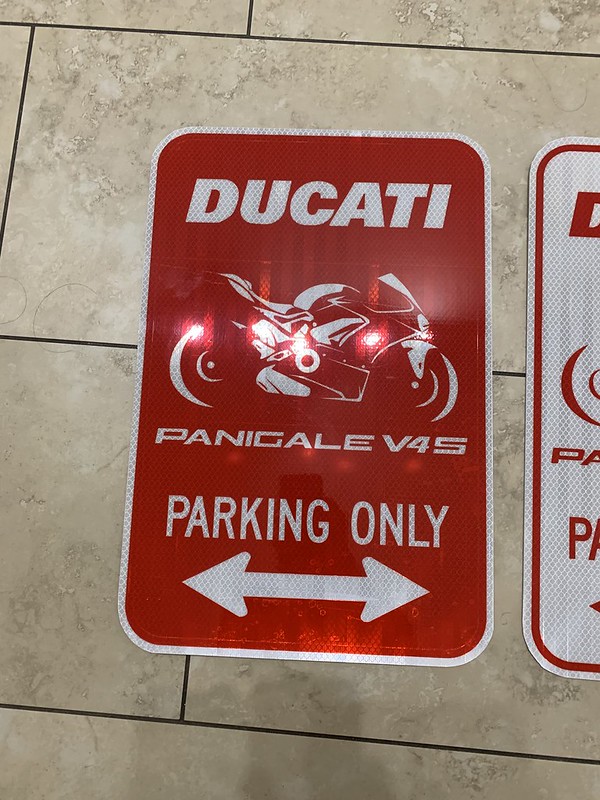 DUCATI
PANIGALE V4S
PARKING ONLY